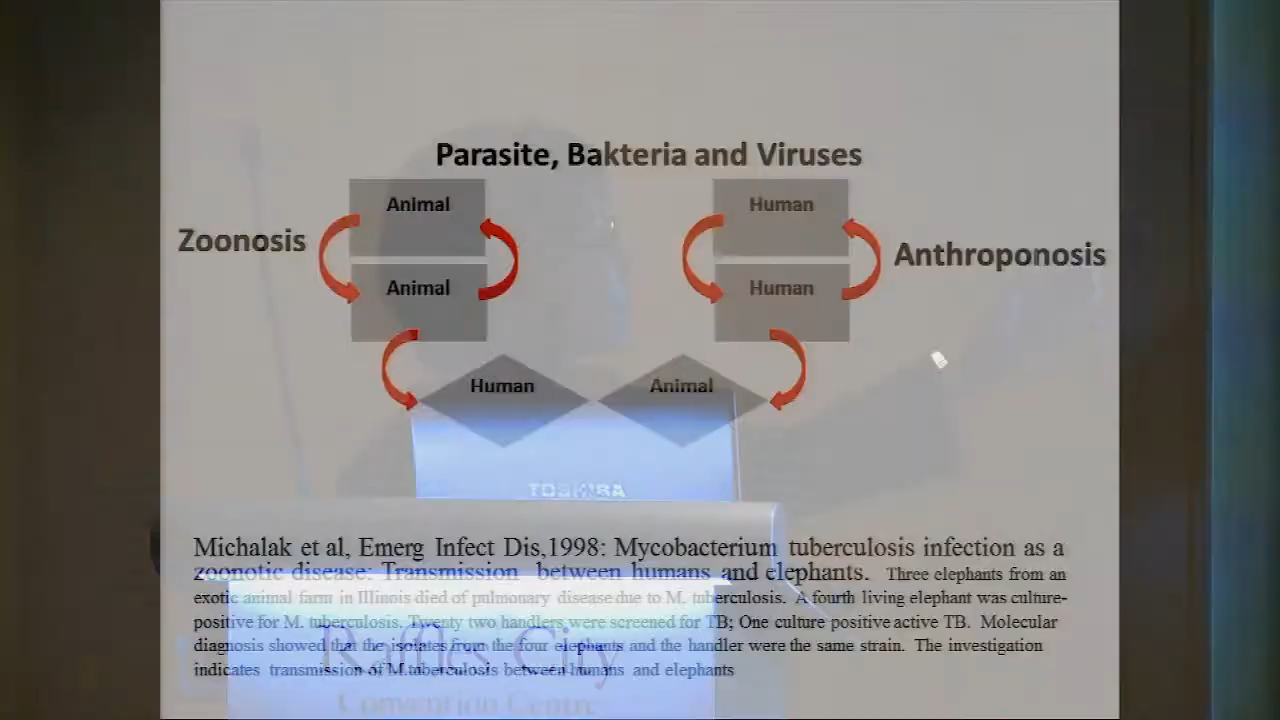 Parasite, Bakteria and Viruses
Animal
Human
Zoonosis
Anthroponosis
Animal
Human
Human
Animal
TOSHIBA
Michalak et al, Emerg Infect Dis,1998: Mycobacterium tuberculosis infection as a
zoonotic disease: Transmission between humans and elephants. Three elephants from an
exotic animal farm in Illinois died of pulmonary disease due to M. tuberculosis. A fourth living elephant was culture-
positive for M. tuberculosis. Twenty two handlers were screened for TB; One culture positive active TB. Molecular
diagnosis showed that the isolates from the four elephants and the handler were the same strain. The investigation
indicates transmission of M.tuberculosis between humans and elephants
Raffles City
Convention Centre